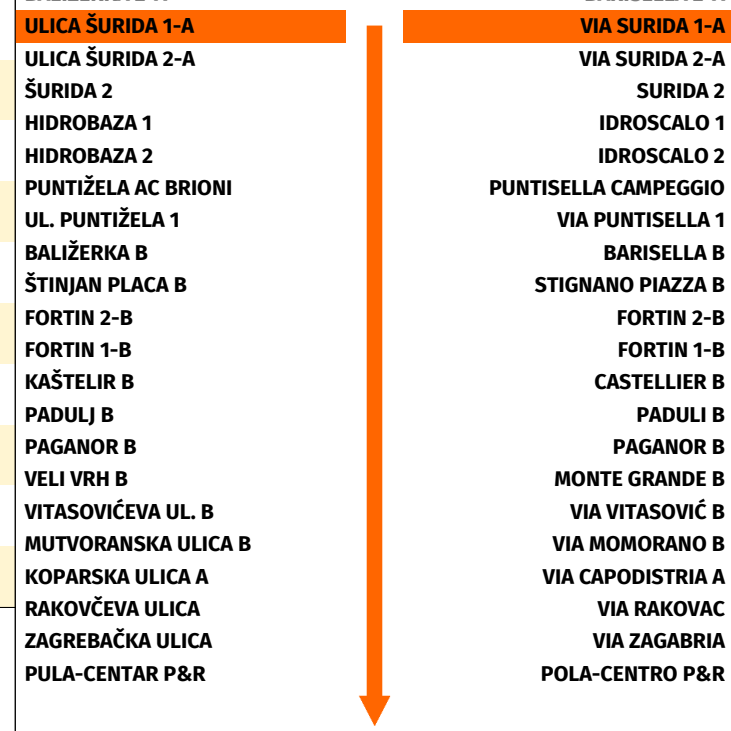 ULICA ŠURIDA 1-A VIA SURIDA 1-A
ULICA ŠURIDA 2-A VIA SURIDA 2-A
ŠURIDA 2 SURIDA 2
HIDROBAZA 1 IDROSCALO 1
HIDROBAZA 2 IDROSCALO 2
PUNTIŽELA AC BRIONI PUNTISELLA CAMPEGGIO
UL. PUNTIŽELA 1 VIA PUNTISELLA 1
BALIŽERKA B BARISELLA B
ŠTINJAN PLACA B STIGNANO PIAZZA B
FORTIN 2-B FORTIN 2-B
FORTIN 1-B FORTIN 1-B
KAŠTELIR B CASTELLIER B
PADULJ B PADULI B
PAGANOR B PAGANOR B
VELI VRH B MONTE GRANDE B
VITASOVIĆEVA UL. B VIA VITASOVIĆ B
MUTVORANSKA ULICA B VIA MOMORANO B
KOPARSKA ULICA A VIA CAPODISTRIA A
RAKOVČEVA ULICA VIA RAKOVAC
ZAGREBAČKA ULICA VIA ZAGABRIA
PULA-CENTAR P&R POLA-CENTRO P&R